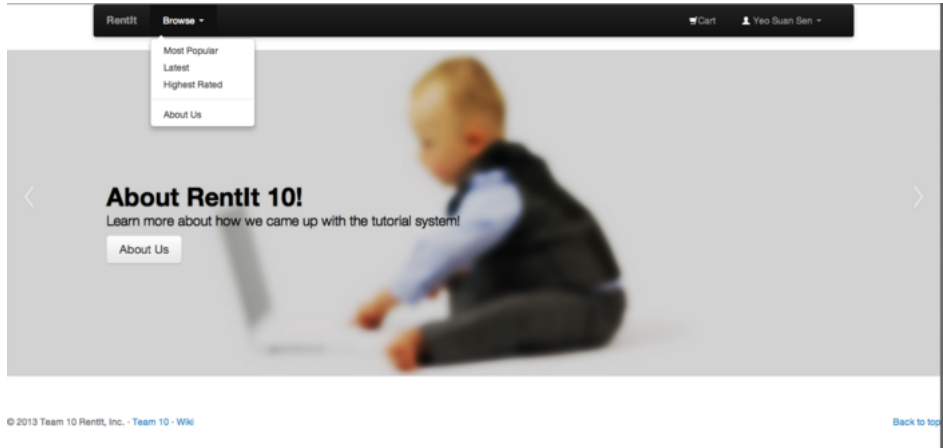 RentIt Browse Cart Yeo Suan Sen
Most Popular
Latest
Highest Rated
About Us
About RentIt 10!
Learn more about how we came up with the tutorial system!
About Us
© 2013 Team 10 RentIt, Inc. · Team 10 · Wiki Back to top